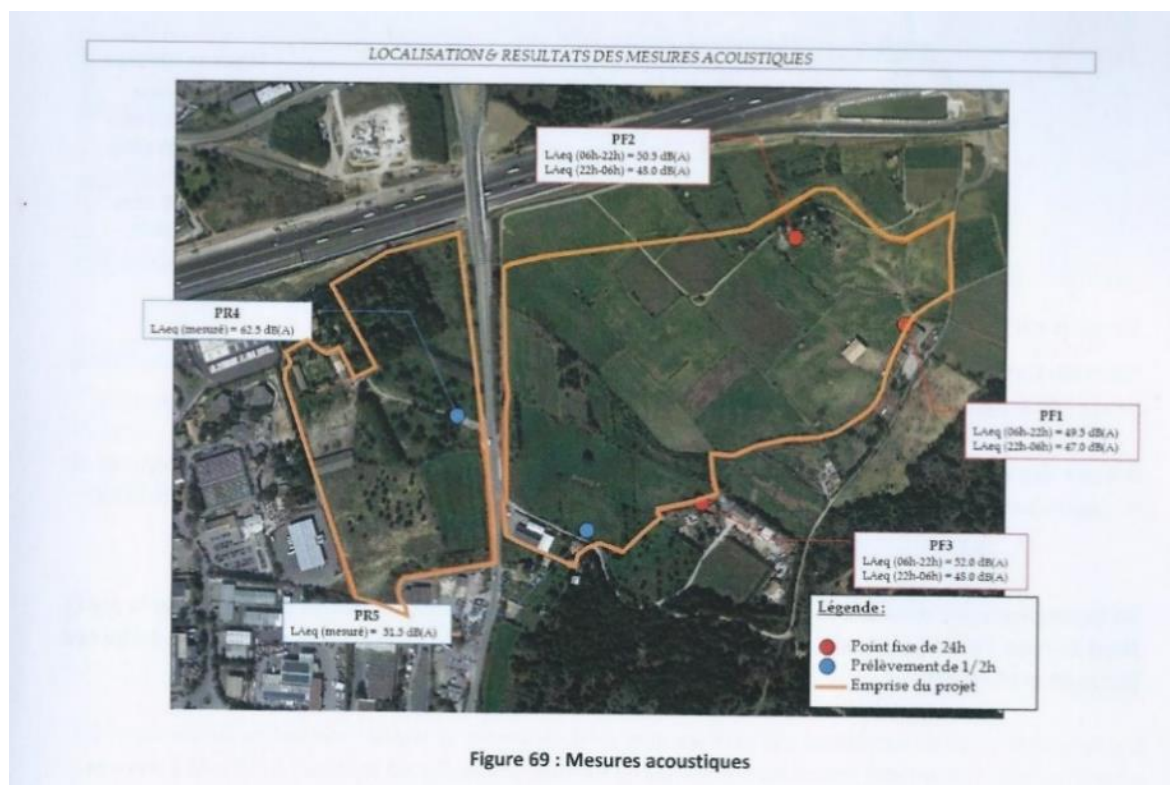 LOCALISATION & RESULTATS DES MESURES ACOUSTIQUES
PF2
LAeq (06h-22h) = 50.5 dB(A)
LAeq (22h-06h) = 48.0 dB(A)
PR4
LAeq (mesuré) = 62.5 dB(A)
PF1
LAeq (06h-22h) = 49.5 dB(A)
LAeq (22h-06h) = 47.0 dB(A)
PF3
LAeq (06h-22h) = 52.0 dB(A)
LAeq (22h-06h) = 48.0 dB(A)
PR5
LAeq (mesuré) = 51.5 dB(A)
Légende :
Point fixe de 24h
Prélèvement de 1/2h
Emprise du projet
Figure 69 : Mesures acoustiques